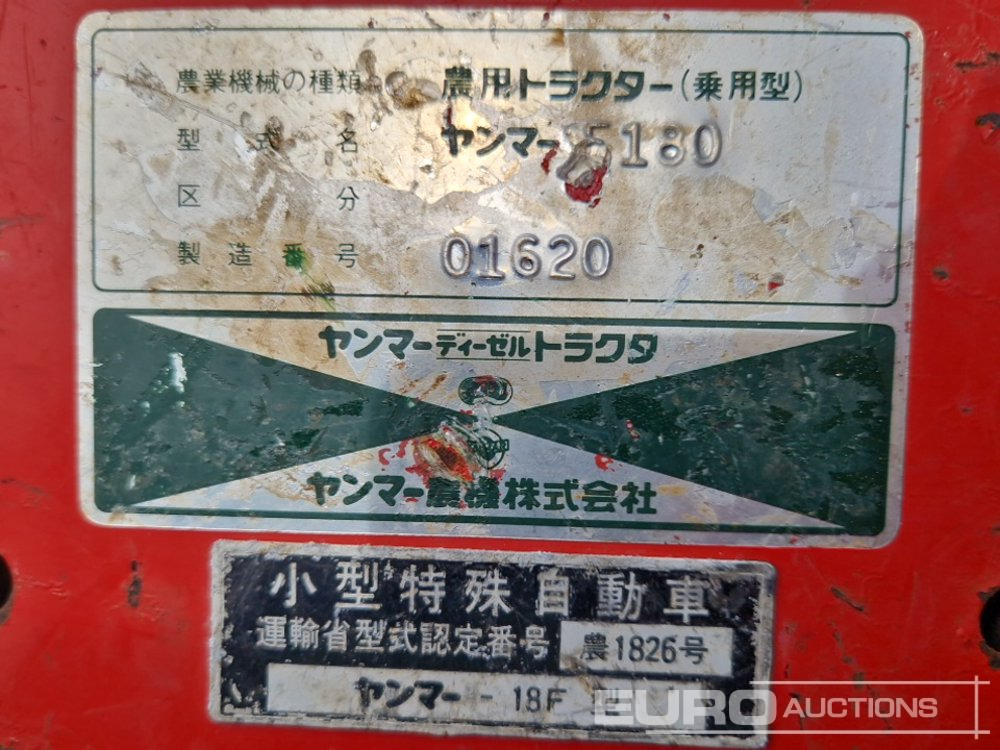 農業機械の種類 農用トラクター(乗用型)
型式名 ヤンマー
区分
製造番号 01620
ヤンマーディーゼルトラクタ
ヤンマー農機株式会社
小型特殊自動車
運輸省型式認定番号 農1826号
ヤンマー - 18F
EURO AUCTIONS